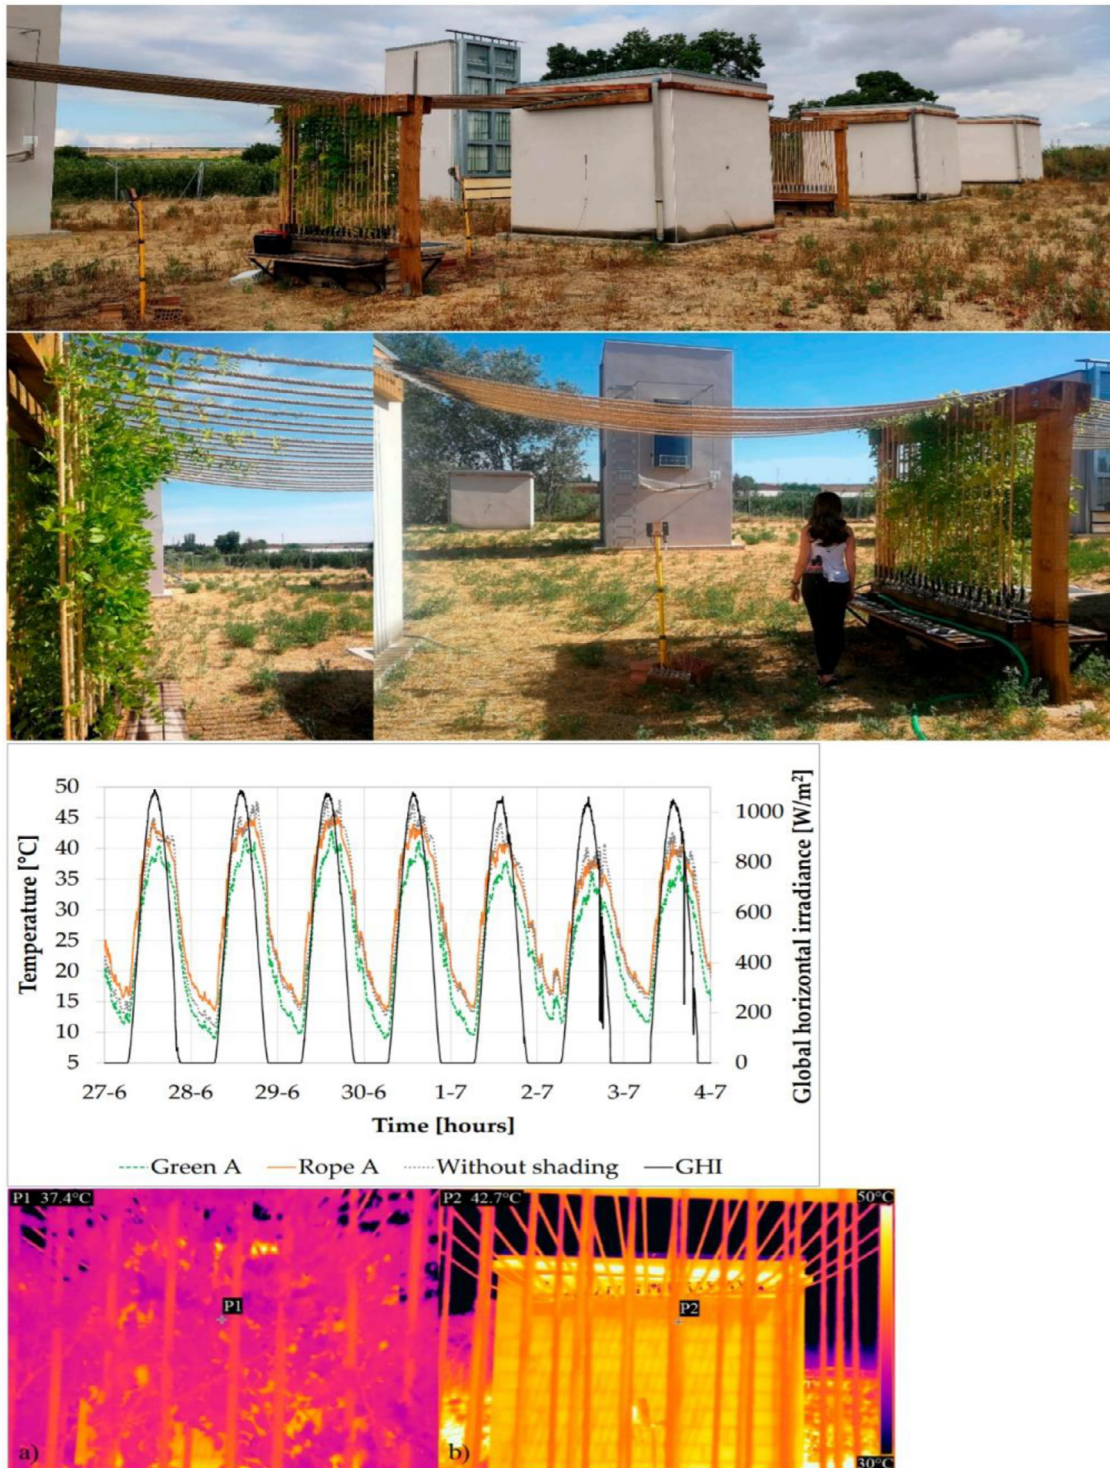 50
45
40
35
30
25
20
15
10
5
Temperature [°C]
1000
800
600
400
200
0
Global horizontal irradiance [W/m²]
27-6 28-6 29-6 30-6 1-7 2-7 3-7 4-7
Time [hours]
Green A Rope A Without shading GHI
P1 37.4°C
P1
a)
P2 42.7°C
50°C
P2
b)
30°C